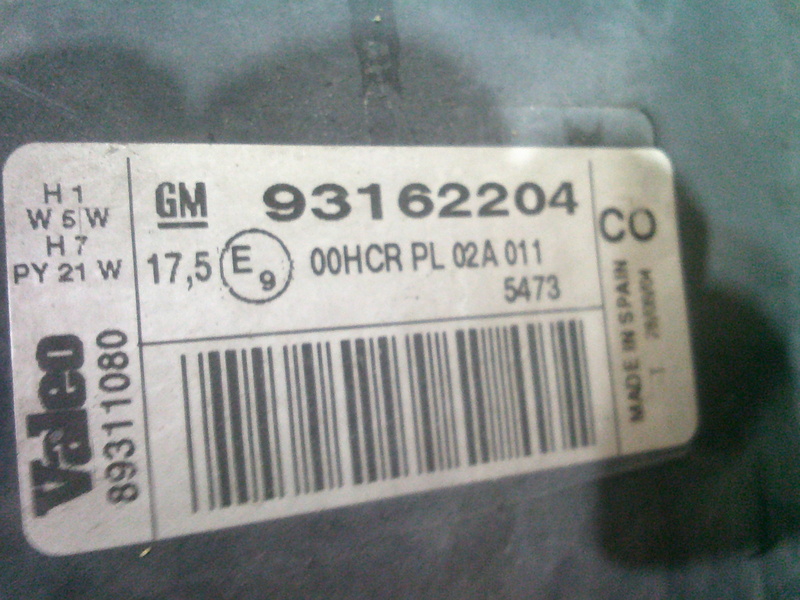 H 1
W 5 W
H 7
PY 21 W
GM 93162204
17,5 E 9 00HCR PL 02A 011
5473
CO
MADE IN SPAIN
Valeo
89311080